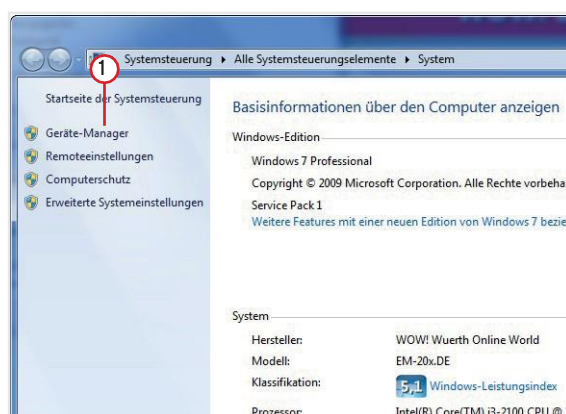 Systemsteuerung ▸ Alle Systemsteuerungselemente ▸ System
1
Startseite der Systemsteuerung
Geräte-Manager
Remoteeinstellungen
Computerschutz
Erweiterte Systemeinstellungen
Basisinformationen über den Computer anzeigen
Windows-Edition
Windows 7 Professional
Copyright © 2009 Microsoft Corporation. Alle Rechte vorbeha
Service Pack 1
Weitere Features mit einer neuen Edition von Windows 7 bezie
System
Hersteller: WOW! Wuerth Online World
Modell: EM-20x.DE
Klassifikation: 5,1 Windows-Leistungsindex
Prozessor: Intel(R) Core(TM) i3-2100 CPU @